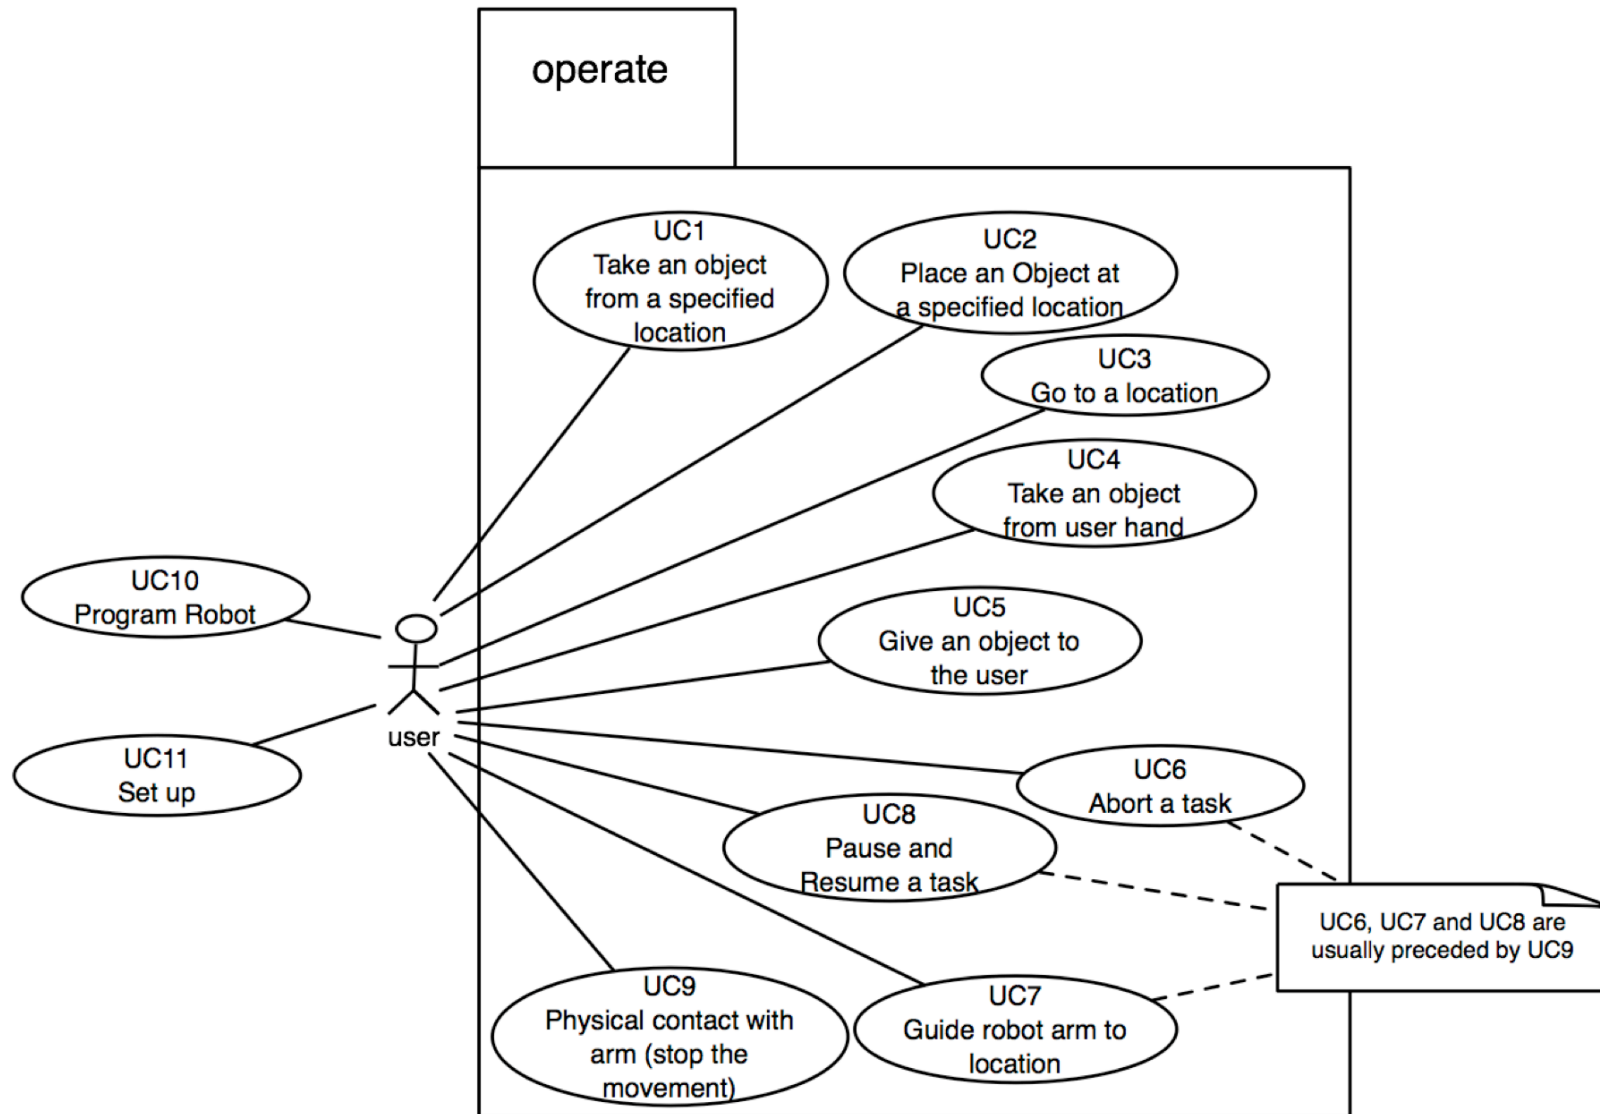 operate
UC1
Take an object
from a specified
location
UC2
Place an Object at
a specified location
UC3
Go to a location
UC4
Take an object
from user hand
UC10
Program Robot
UC5
Give an object to
the user
user
UC11
Set up
UC6
Abort a task
UC8
Pause and
Resume a task
UC6, UC7 and UC8 are
usually preceded by UC9
UC9
Physical contact with
arm (stop the
movement)
UC7
Guide robot arm to
location